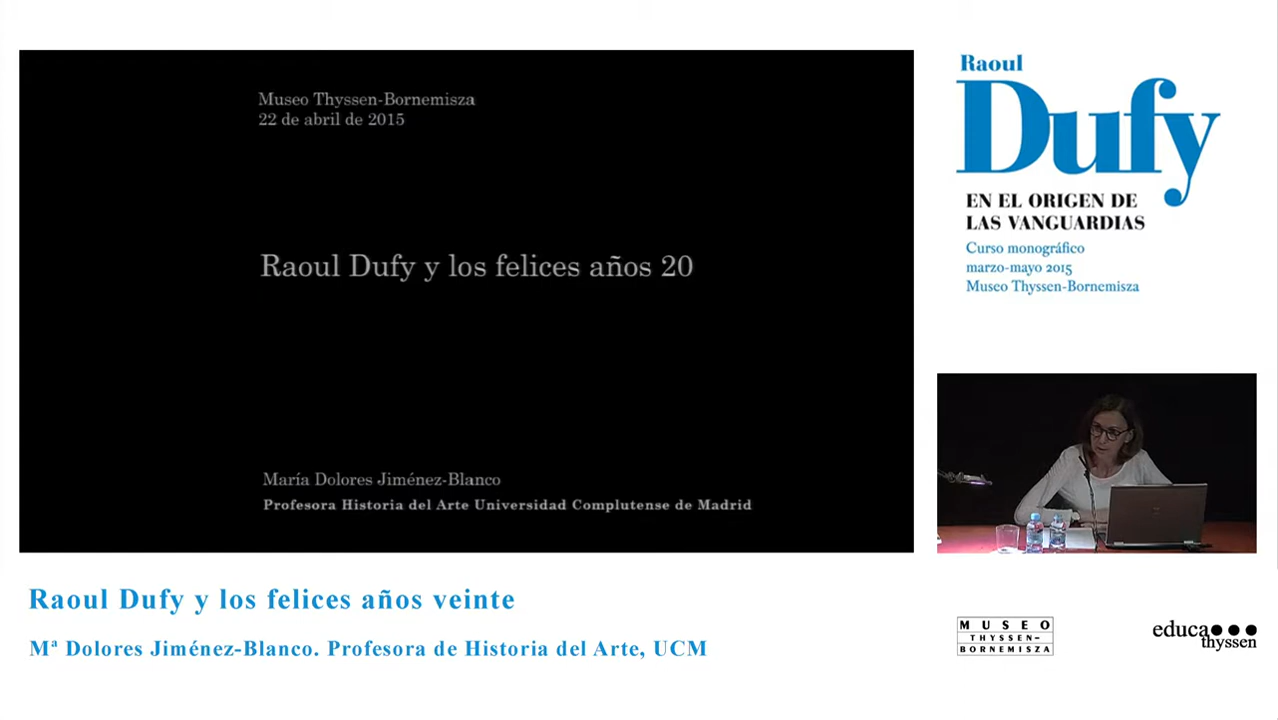 Museo Thyssen-Bornemisza
22 de abril de 2015
Raoul Dufy y los felices años 20
María Dolores Jiménez-Blanco
Profesora Historia del Arte Universidad Complutense de Madrid
Raoul
Dufy
EN EL ORIGEN DE
LAS VANGUARDIAS
Curso monográfico
marzo-mayo 2015
Museo Thyssen-Bornemisza
Raoul Dufy y los felices años veinte
Mª Dolores Jiménez-Blanco. Profesora de Historia del Arte, UCM
MUSEO
THYSSEN-
BORNEMISZA
educa
thyssen